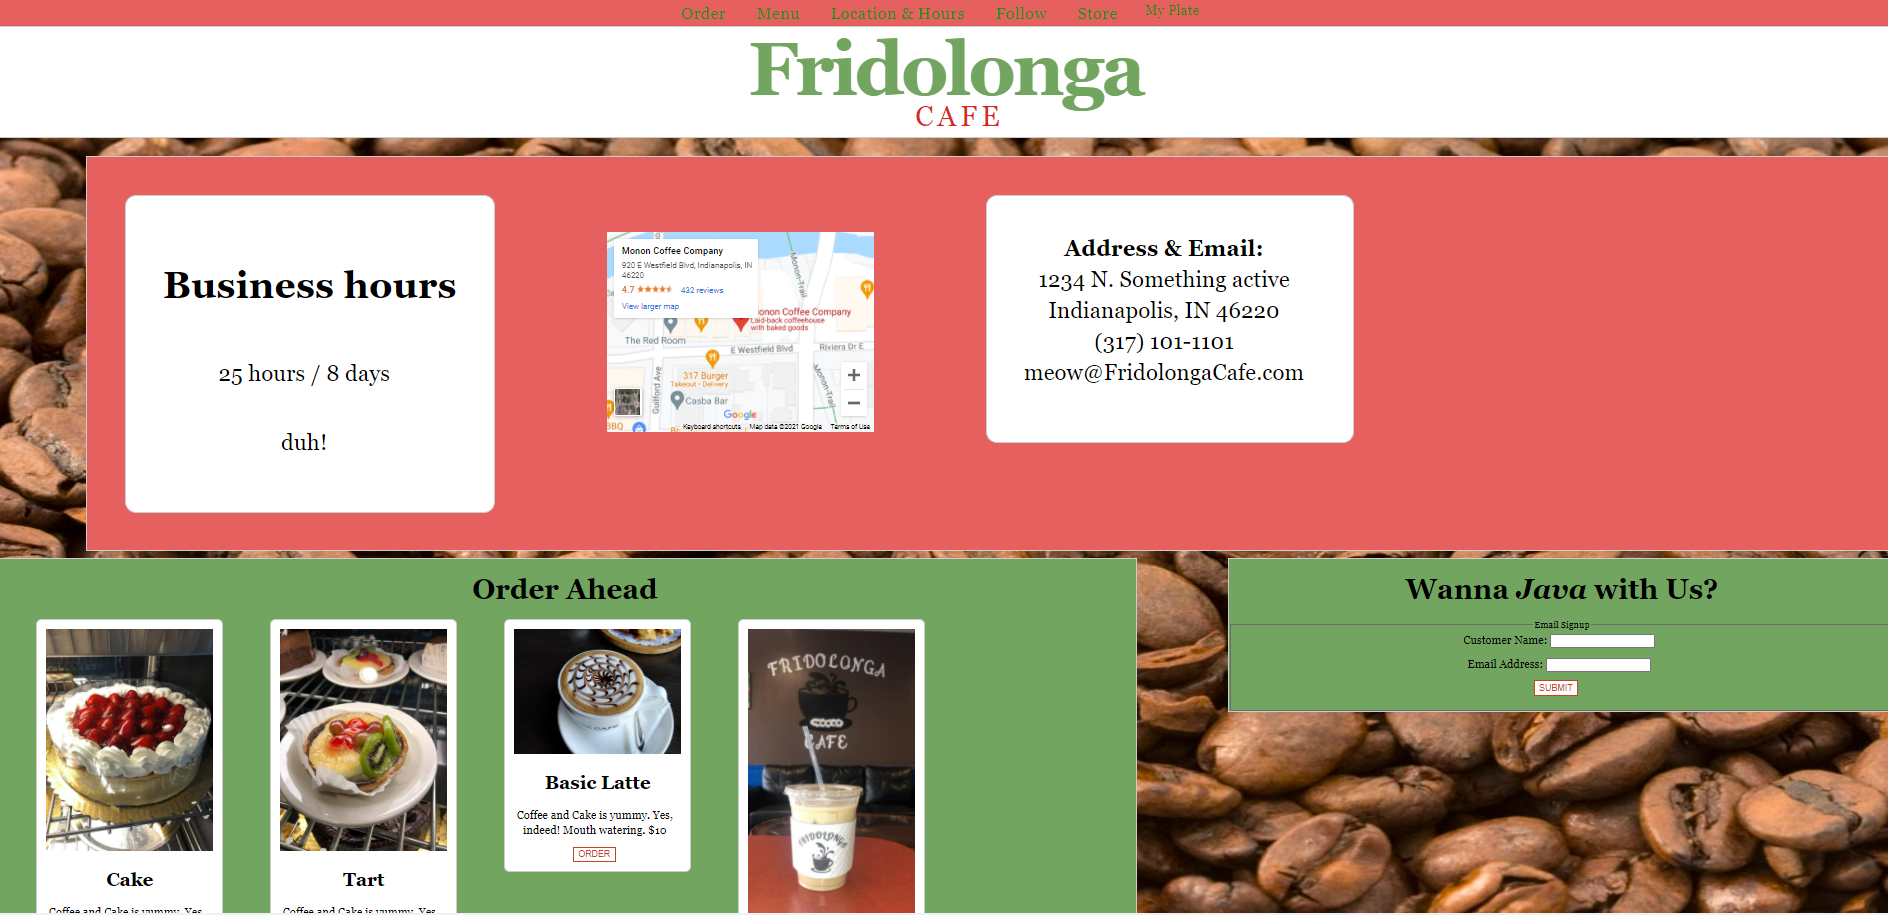 Order Menu Location & Hours Follow Store My Plate
Fridolonga
CAFE
Business hours
25 hours / 8 days
duh!
Monon Coffee Company
920 E Westfield Blvd, Indianapolis, IN
46220
4.7 432 reviews
View larger map
Monon-Trail
onon Coffee Company
Laid-back coffeehouse
with baked goods
The Red Room
E Westfield Blvd
Riviera Dr E
317 Burger
Takeout • Delivery
Guilford Ave
Casba Bar
Monon-Trail
BBQ
Google
Keyboard shortcuts Map data ©2021 Google Terms of Use
Address & Email:
1234 N. Something active
Indianapolis, IN 46220
(317) 101-1101
meow@FridolongaCafe.com
Order Ahead
Cake
Coffee and Cake is yummy. Yes,
Tart
Coffee and Cake is yummy. Yes,
Basic Latte
Coffee and Cake is yummy. Yes,
indeed! Mouth watering. $10
ORDER
FRIDOLONGA
CAFE
FRIDOLONGA
Wanna Java with Us?
Email Signup
Customer Name:
Email Address:
SUBMIT